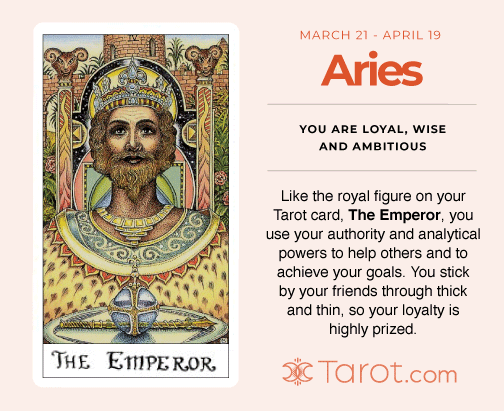 IV
THE EMPEROR
MARCH 21 - APRIL 19
Aries
YOU ARE LOYAL, WISE
AND AMBITIOUS
Like the royal figure on your
Tarot card, The Emperor, you
use your authority and analytical
powers to help others and to
achieve your goals. You stick
by your friends through thick
and thin, so your loyalty is
highly prized.
Tarot.com